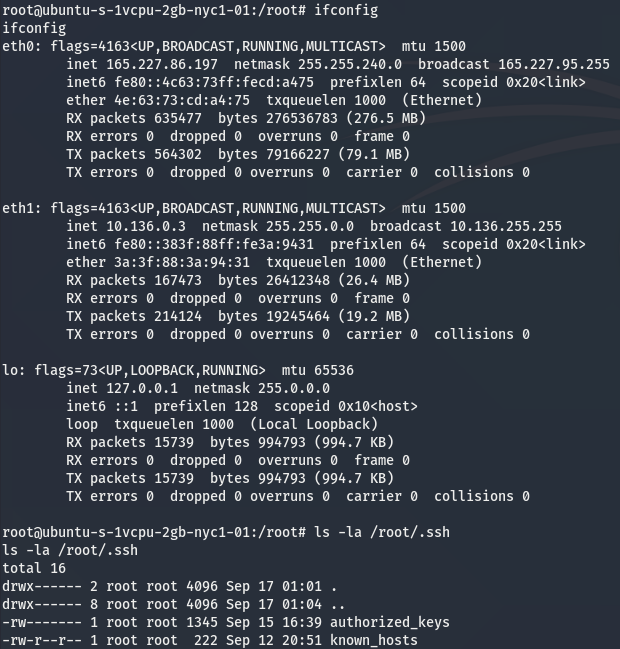 root@ubuntu-s-1vcpu-2gb-nyc1-01:/root# ifconfig
ifconfig
eth0: flags=4163<UP,BROADCAST,RUNNING,MULTICAST>  mtu 1500
        inet 165.227.86.197  netmask 255.255.240.0  broadcast 165.227.95.255
        inet6 fe80::4c63:73ff:fecd:a475  prefixlen 64  scopeid 0x20<link>
        ether 4e:63:73:cd:a4:75  txqueuelen 1000  (Ethernet)
        RX packets 635477  bytes 276536783 (276.5 MB)
        RX errors 0  dropped 0  overruns 0  frame 0
        TX packets 564302  bytes 79166227 (79.1 MB)
        TX errors 0  dropped 0 overruns 0  carrier 0  collisions 0

eth1: flags=4163<UP,BROADCAST,RUNNING,MULTICAST>  mtu 1500
        inet 10.136.0.3  netmask 255.255.0.0  broadcast 10.136.255.255
        inet6 fe80::383f:88ff:fe3a:9431  prefixlen 64  scopeid 0x20<link>
        ether 3a:3f:88:3a:94:31  txqueuelen 1000  (Ethernet)
        RX packets 167473  bytes 26412348 (26.4 MB)
        RX errors 0  dropped 0  overruns 0  frame 0
        TX packets 214124  bytes 19245464 (19.2 MB)
        TX errors 0  dropped 0 overruns 0  carrier 0  collisions 0

lo: flags=73<UP,LOOPBACK,RUNNING>  mtu 65536
        inet 127.0.0.1  netmask 255.0.0.0
        inet6 ::1  prefixlen 128  scopeid 0x10<host>
        loop  txqueuelen 1000  (Local Loopback)
        RX packets 15739  bytes 994793 (994.7 KB)
        RX errors 0  dropped 0  overruns 0  frame 0
        TX packets 15739  bytes 994793 (994.7 KB)
        TX errors 0  dropped 0 overruns 0  carrier 0  collisions 0

root@ubuntu-s-1vcpu-2gb-nyc1-01:/root# ls -la /root/.ssh
ls -la /root/.ssh
total 16
drwx------ 2 root root 4096 Sep 17 01:01 .
drwx------ 8 root root 4096 Sep 17 01:04 ..
-rw------- 1 root root 1345 Sep 15 16:39 authorized_keys
-rw-r--r-- 1 root root  222 Sep 12 20:51 known_hosts